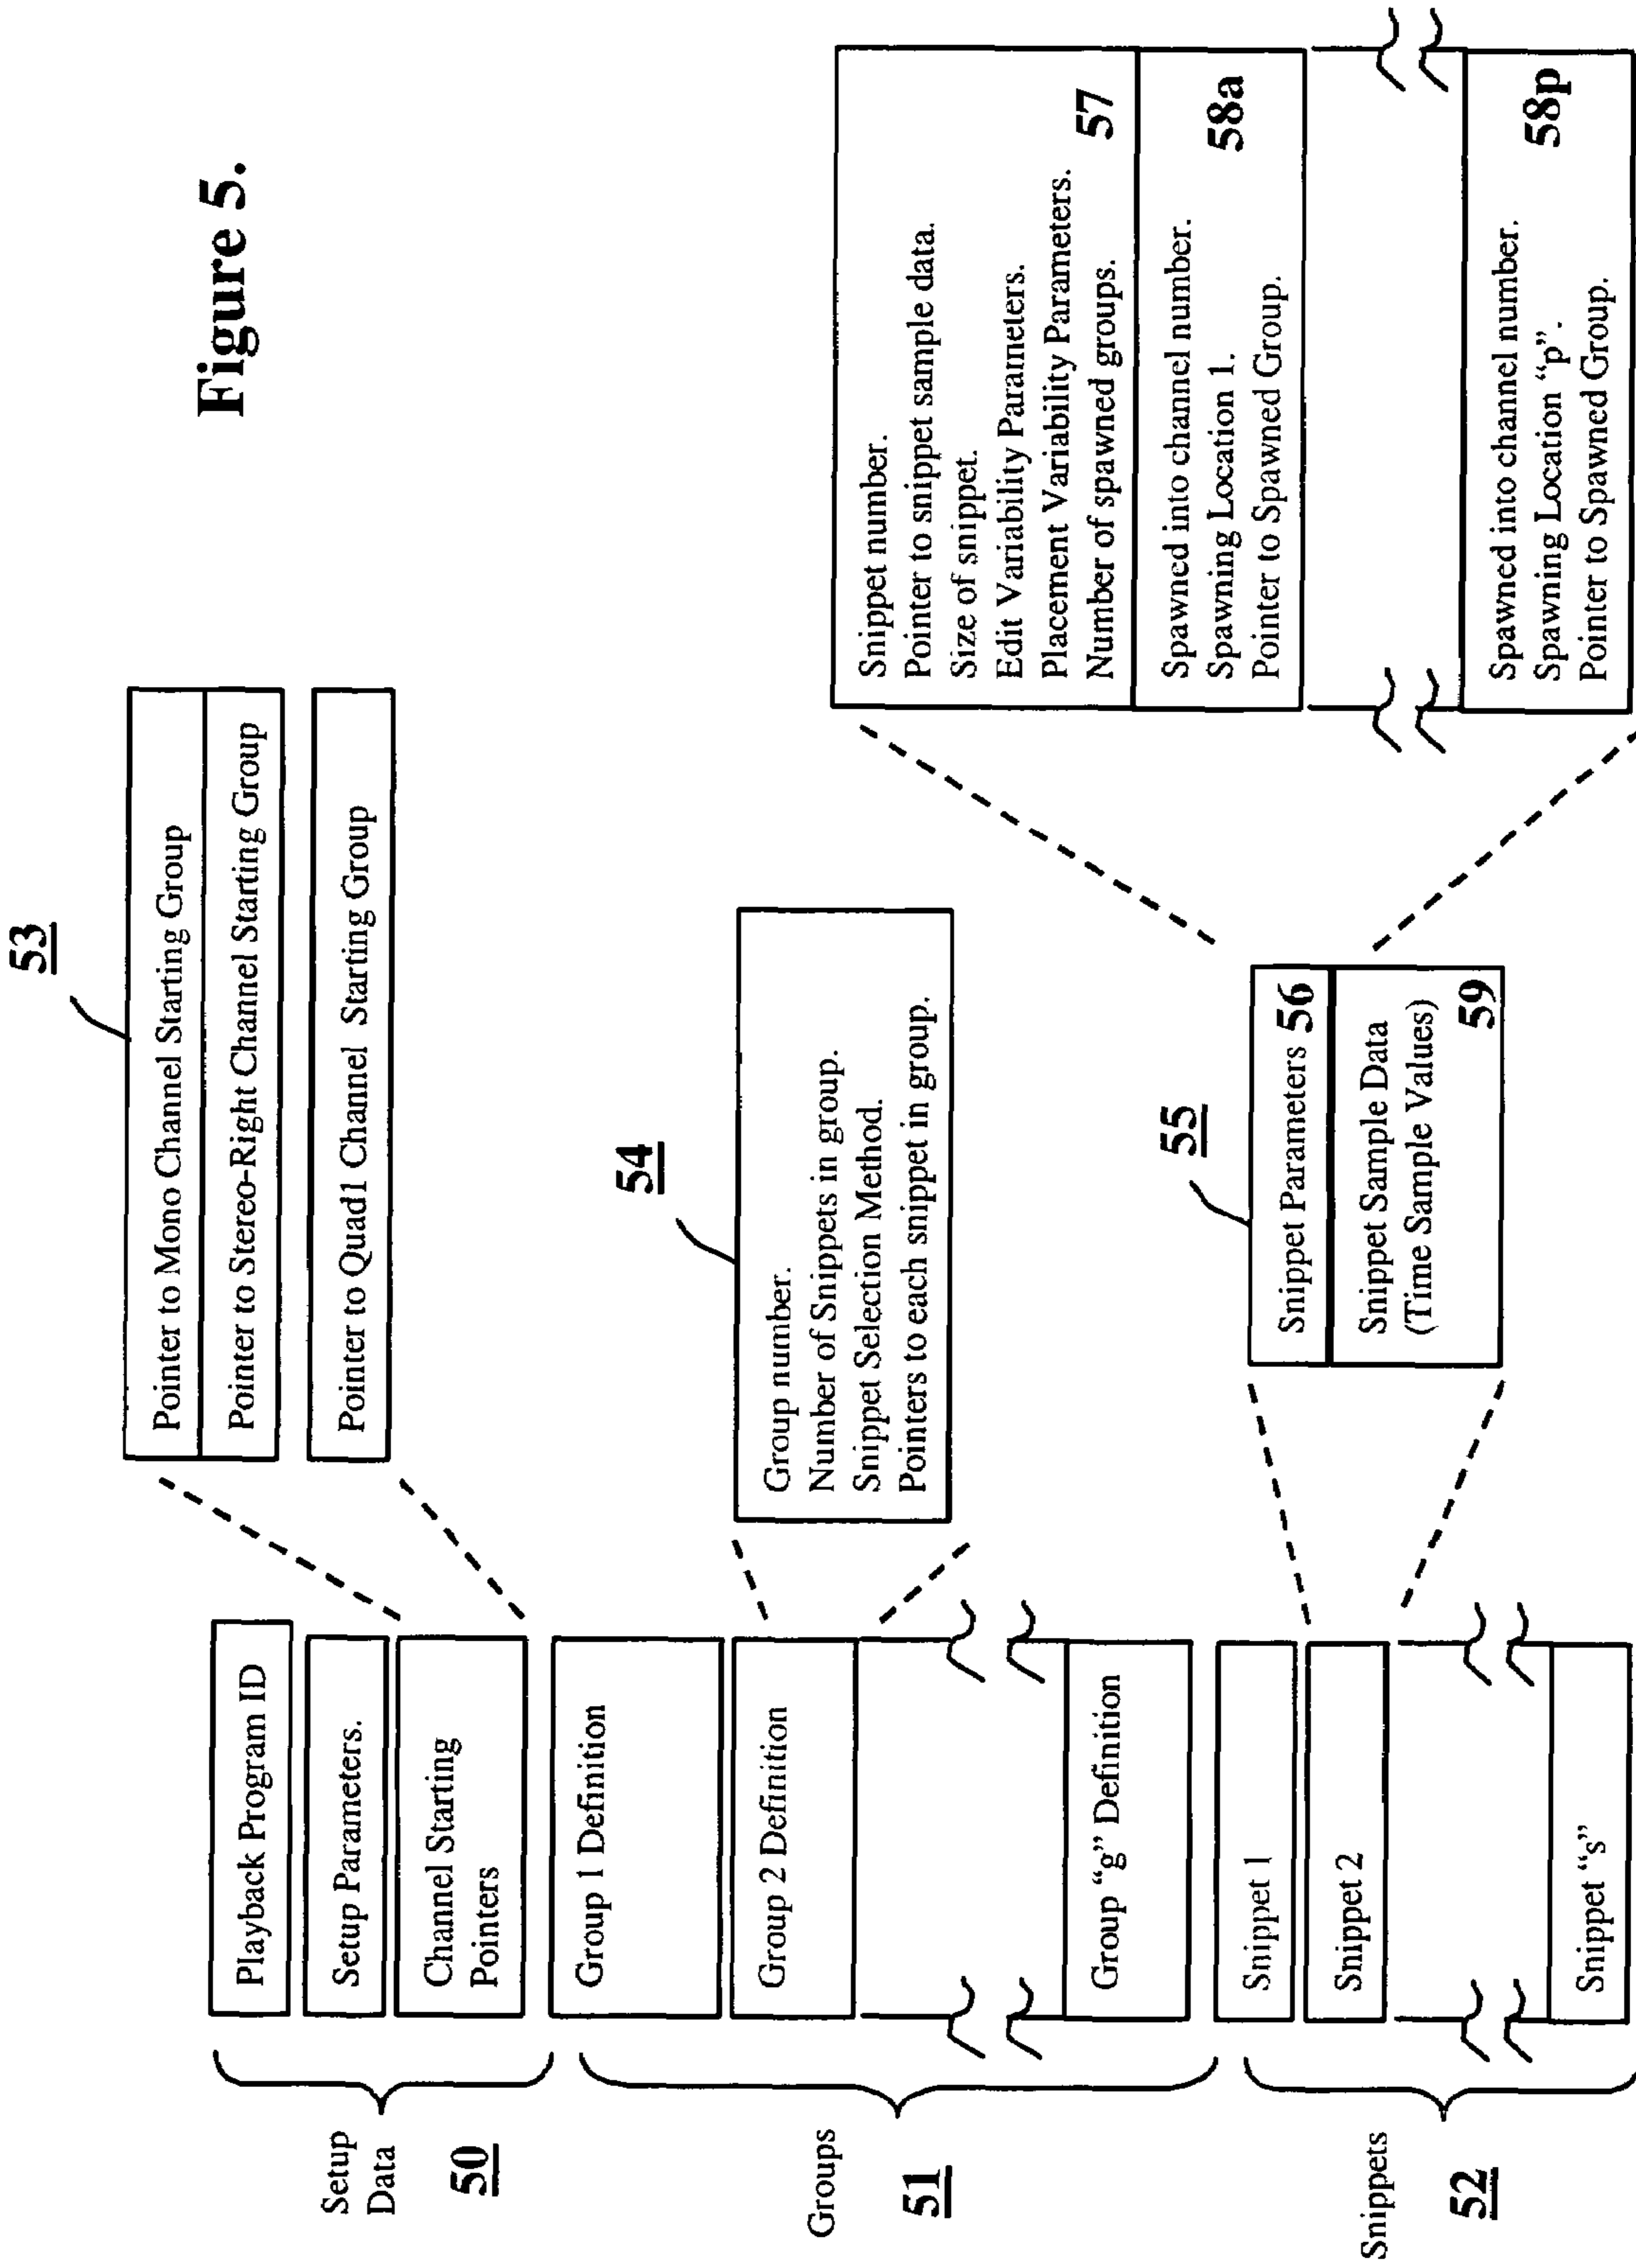 Figure 5.
53
Pointer to Mono Channel Starting Group
Pointer to Stereo-Right Channel Starting Group
Pointer to Quad1 Channel Starting Group
Setup
Data
50
Playback Program ID
Setup Parameters.
Channel Starting
Pointers
Groups
51
Group 1 Definition
Group 2 Definition
Group “g” Definition
54
Group number.
Number of Snippets in group.
Snippet Selection Method.
Pointers to each snippet in group.
Snippets
52
Snippet 1
Snippet 2
Snippet “s”
55
Snippet Parameters 56
Snippet Sample Data
(Time Sample Values)
59
Snippet number.
Pointer to snippet sample data.
Size of snippet.
Edit Variability Parameters.
Placement Variability Parameters.
Number of spawned groups. 57
Spawned into channel number.
Spawning Location 1. 58a
Pointer to Spawned Group.
Spawned into channel number.
Spawning Location “p”. 58p
Pointer to Spawned Group.